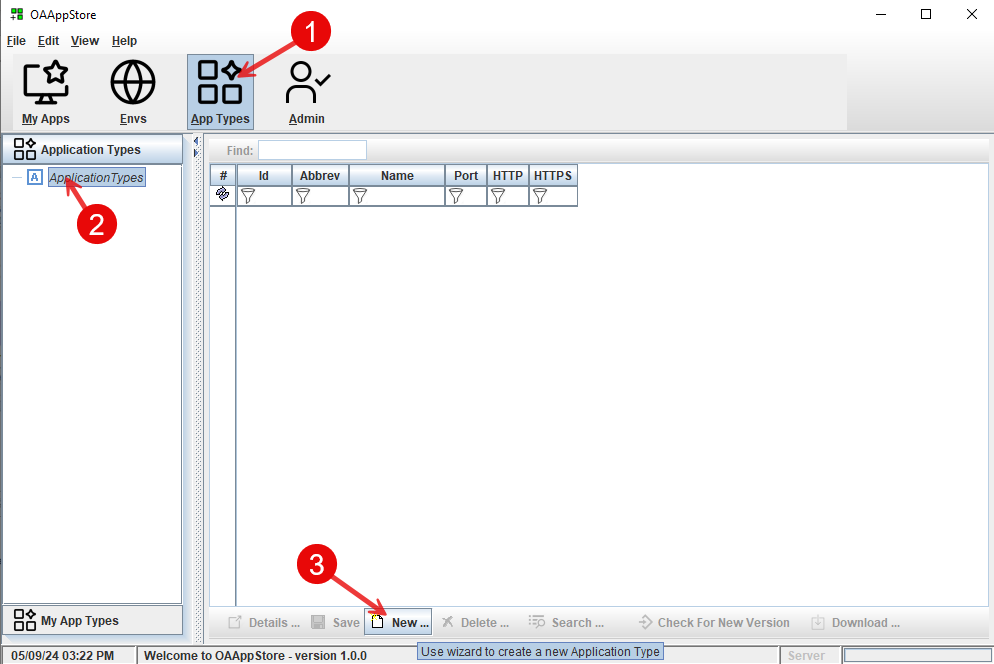 OAAppStore
File Edit View Help
1
My Apps Envs App Types Admin
Application Types
Find:
A ApplicationTypes
# Id Abbrev Name Port HTTP HTTPS
2
3
My App Types
Details ... Save New ... Delete ... Search ... Check For New Version Download ...
05/09/24 03:22 PM Welcome to OAAppStore - version 1.0.0 Use wizard to create a new Application Type Server